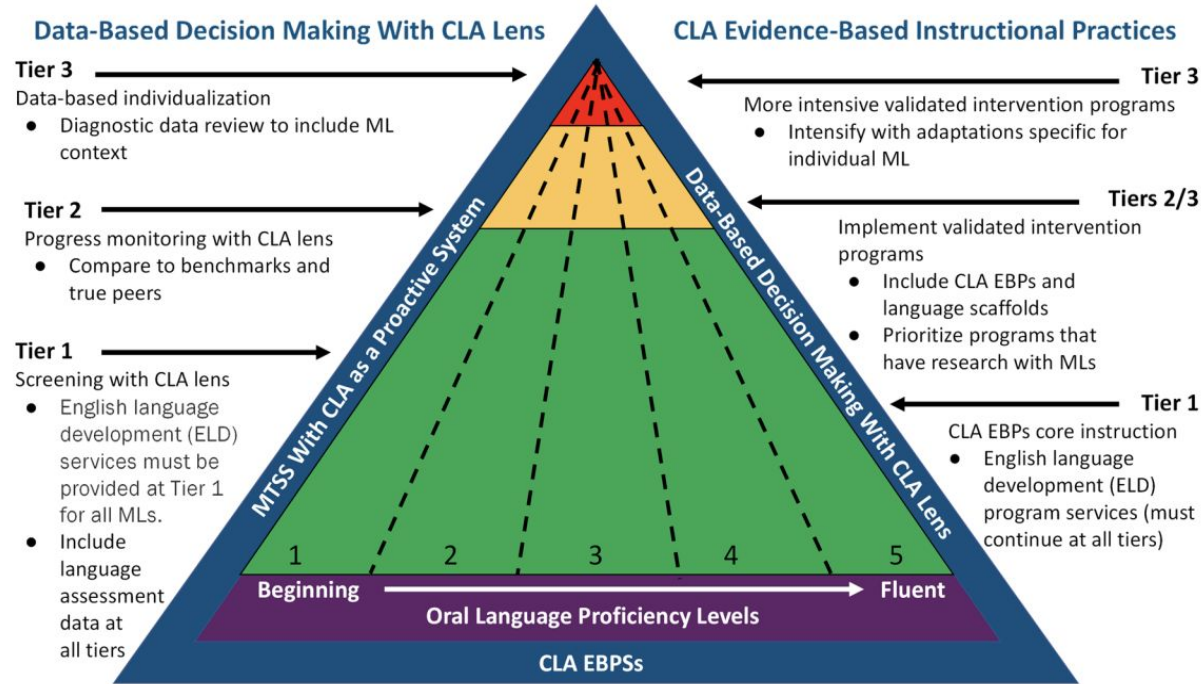 Data-Based Decision Making With CLA Lens
Tier 3
Data-based individualization
● Diagnostic data review to include ML
context
Tier 2
Progress monitoring with CLA lens
● Compare to benchmarks and
true peers
Tier 1
Screening with CLA lens
● English language
development (ELD)
services must be
provided at Tier 1
for all MLs.
● Include
language
assessment
data at
all tiers
MTSS With CLA as a Proactive System
Data-Based Decision Making With CLA Lens
1 2 3 4 5
Beginning Fluent
Oral Language Proficiency Levels
CLA EBPSs
CLA Evidence-Based Instructional Practices
Tier 3
More intensive validated intervention programs
● Intensify with adaptations specific for
individual ML
Tiers 2/3
Implement validated intervention
programs
● Include CLA EBPs and
language scaffolds
● Prioritize programs that
have research with MLs
Tier 1
CLA EBPs core instruction
● English language
development (ELD)
program services (must
continue at all tiers)